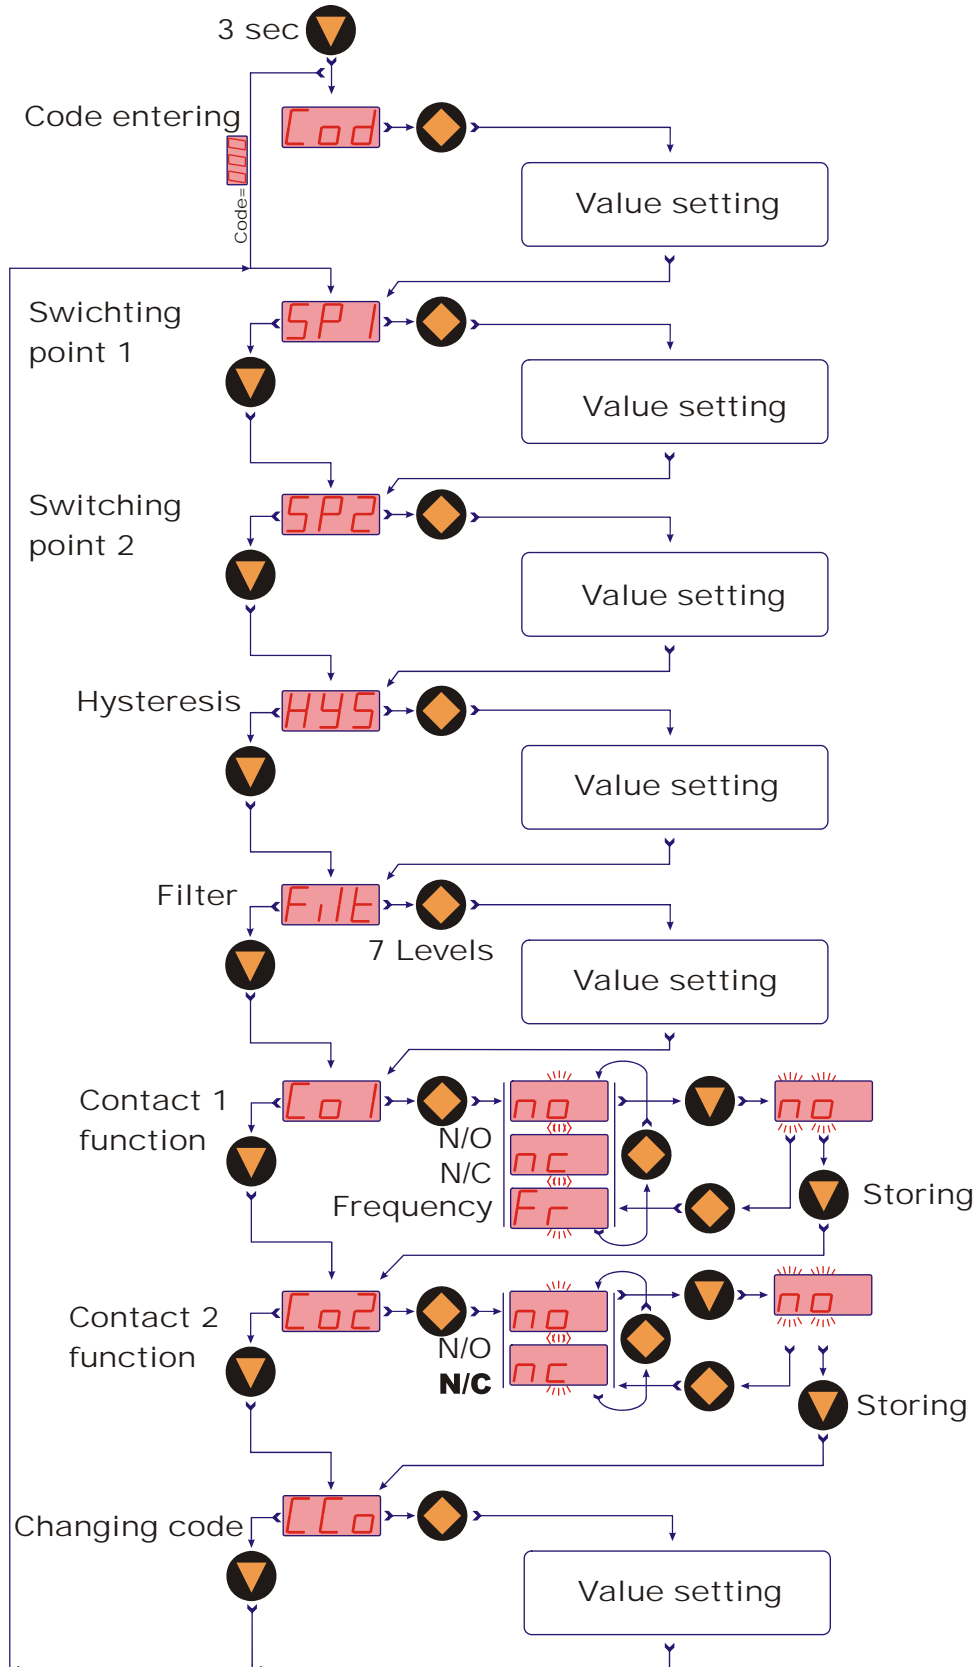 3 sec
Code entering
Cod
Code=000
Value setting
Swichting
point 1
SP1
Value setting
Switching
point 2
SP2
Value setting
Hysteresis
HYS
Value setting
Filter
Filt
7 Levels
Value setting
Contact 1
function
Co1
no
N/O
nc
N/C
Frequency
Fr
no
Storing
Contact 2
function
Co2
no
N/O
nc
N/C
no
Storing
Changing code
CCo
Value setting